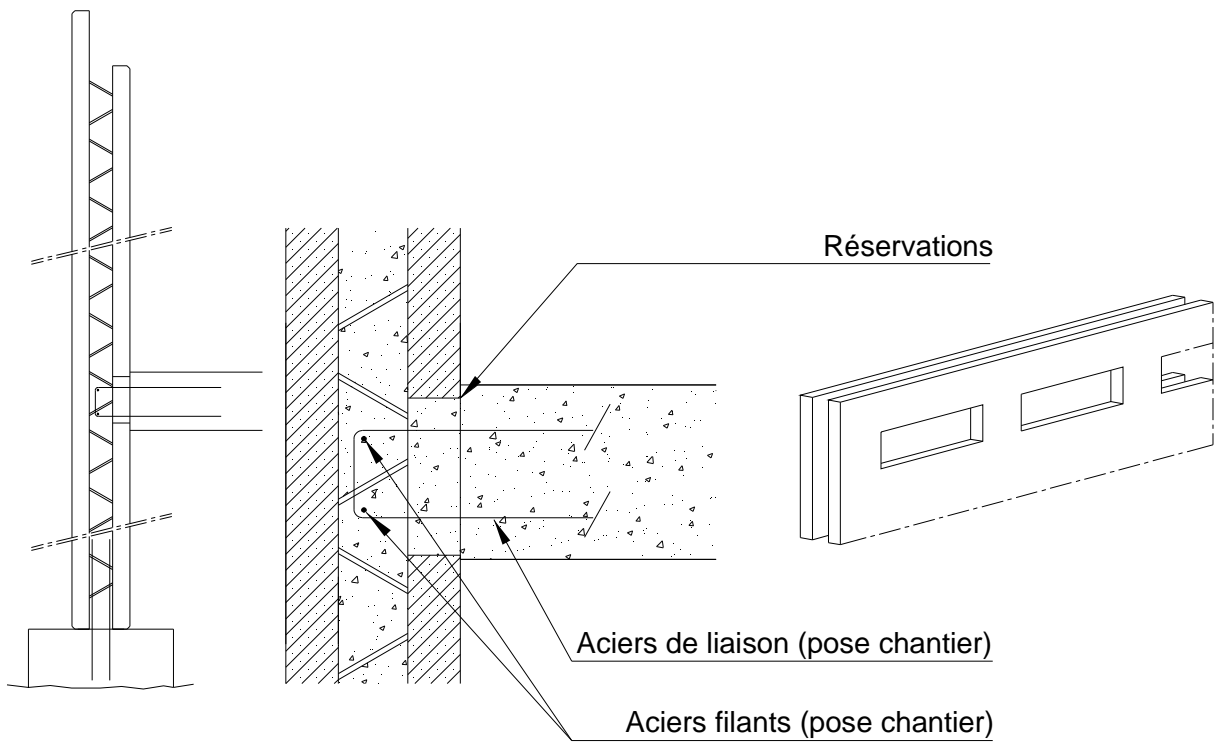 Réservations
Aciers de liaison (pose chantier)
Aciers filants (pose chantier)